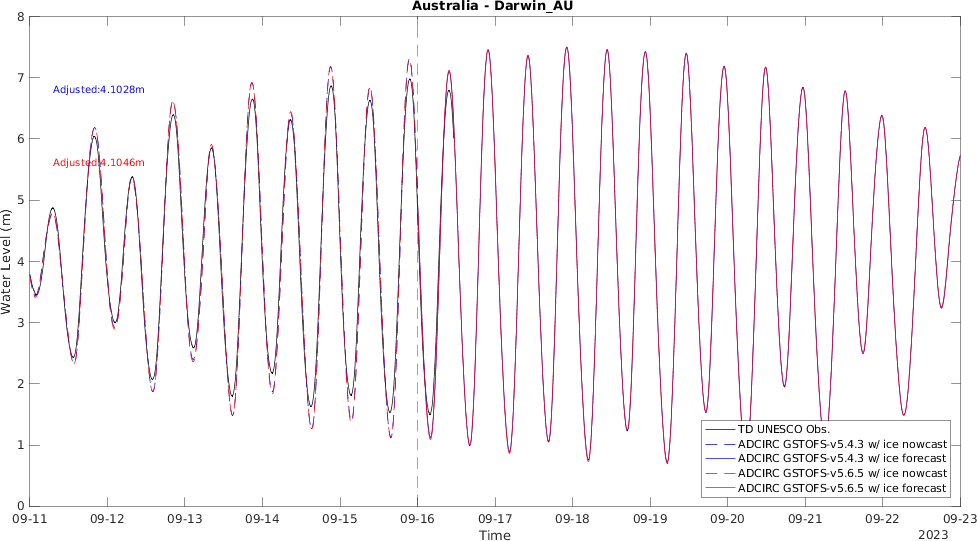 Australia - Darwin_AU
8
7
6
5
4
3
2
1
0
Water Level (m)
Adjusted:4.1028m
Adjusted:4.1046m
TD UNESCO Obs.
ADCIRC GSTOFS-v5.4.3 w/ ice nowcast
ADCIRC GSTOFS-v5.4.3 w/ ice forecast
ADCIRC GSTOFS-v5.6.5 w/ ice nowcast
ADCIRC GSTOFS-v5.6.5 w/ ice forecast
09-11 09-12 09-13 09-14 09-15 09-16 09-17 09-18 09-19 09-20 09-21 09-22 09-23
Time
2023